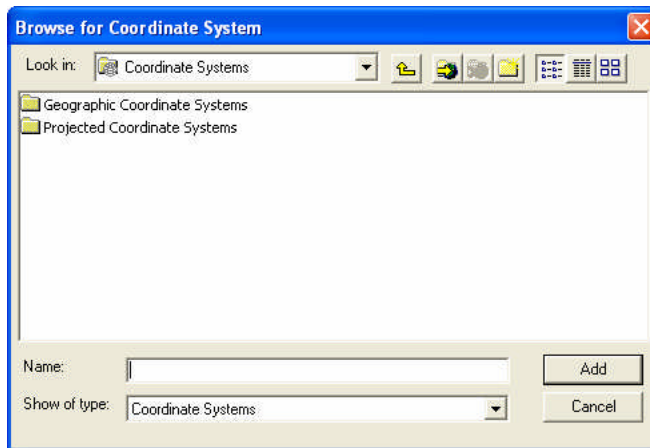 Browse for Coordinate System
Look in: Coordinate Systems
Geographic Coordinate Systems
Projected Coordinate Systems
Name: Add
Show of type: Coordinate Systems Cancel